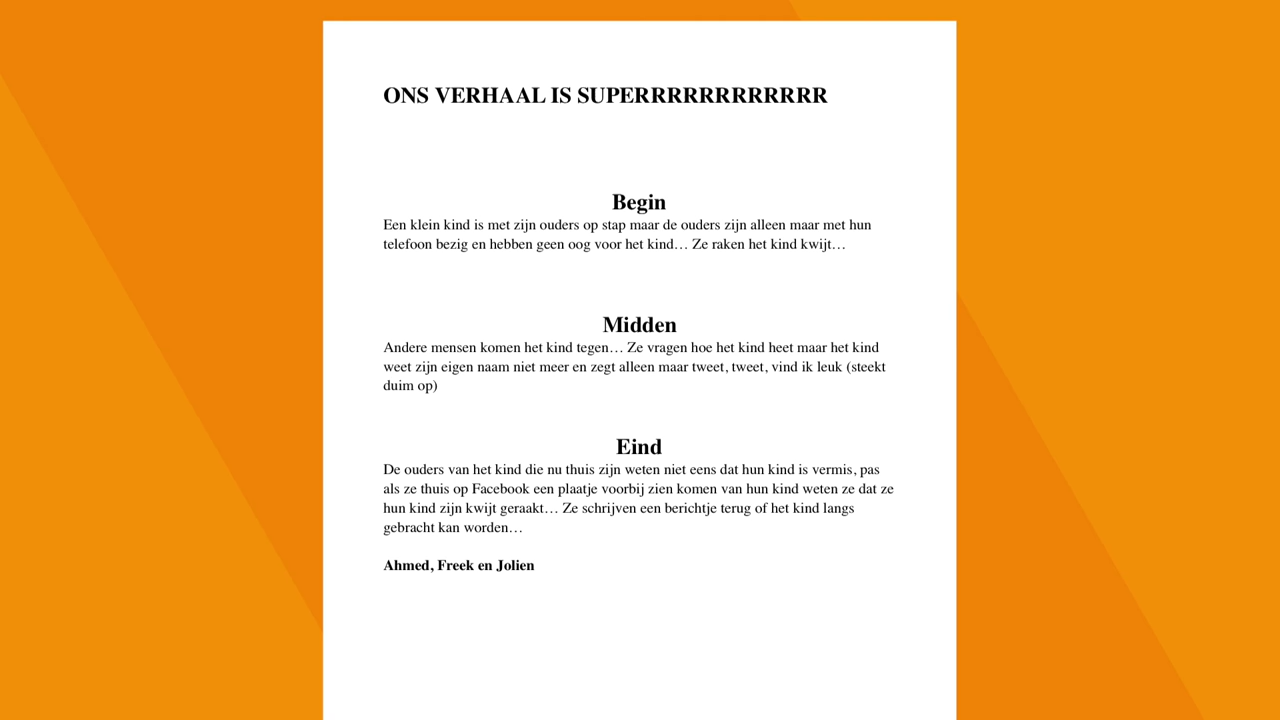 ONS VERHAAL IS SUPERRRRRRRRRRRR
Begin
Een klein kind is met zijn ouders op stap maar de ouders zijn alleen maar met hun
telefoon bezig en hebben geen oog voor het kind… Ze raken het kind kwijt…
Midden
Andere mensen komen het kind tegen… Ze vragen hoe het kind heet maar het kind
weet zijn eigen naam niet meer en zegt alleen maar tweet, tweet, vind ik leuk (steekt
duim op)
Eind
De ouders van het kind die nu thuis zijn weten niet eens dat hun kind is vermis, pas
als ze thuis op Facebook een plaatje voorbij zien komen van hun kind weten ze dat ze
hun kind zijn kwijt geraakt… Ze schrijven een berichtje terug of het kind langs
gebracht kan worden…
Ahmed, Freek en Jolien